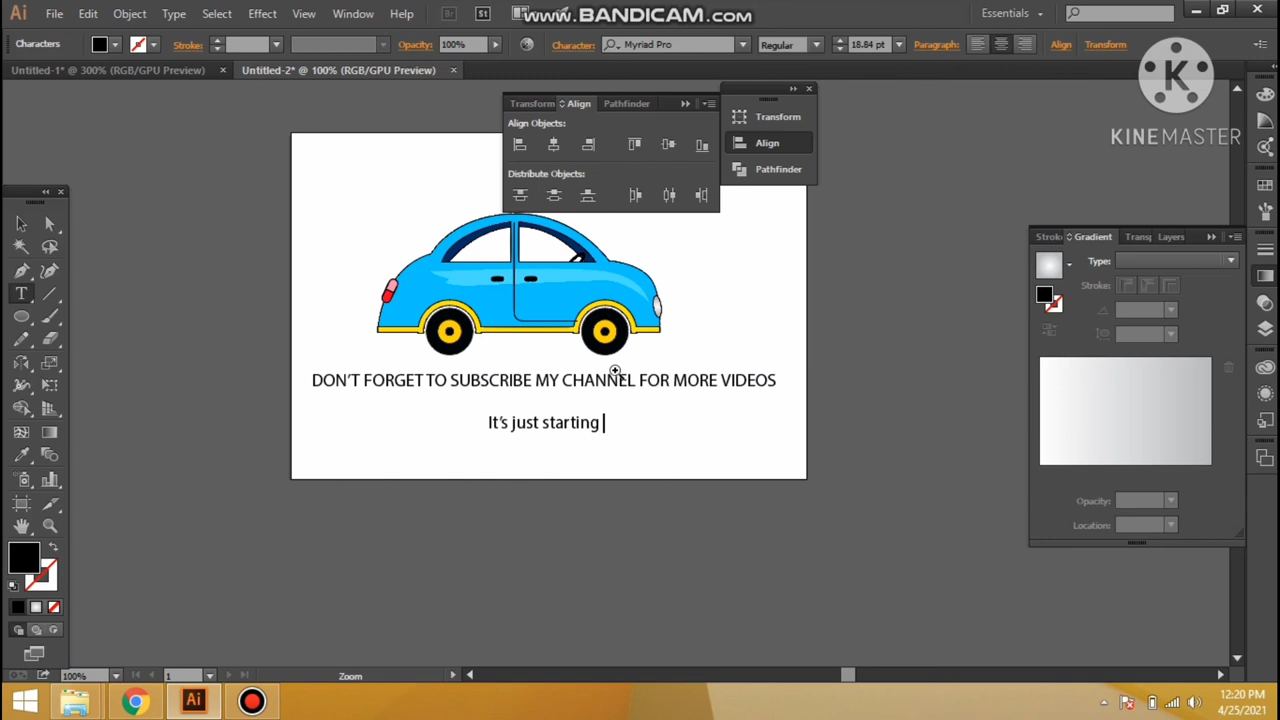 Ai File Edit Object Type Select Effect View Window Help Br St www.BANDICAM.com Essentials
Characters Stroke: Opacity: 100% Character: Myriad Pro Regular 18.84 pt Paragraph: Align Transform
Untitled-1* @ 300% (RGB/GPU Preview) × Untitled-2* @ 100% (RGB/GPU Preview) ×
K
KINEMASTER
Transform Align Pathfinder
Align Objects:
Distribute Objects:
Transform
Align
Pathfinder
Stroke Gradient Transp Layers
Type:
Stroke:
Opacity:
Location:
DON'T FORGET TO SUBSCRIBE MY CHANNEL FOR MORE VIDEOS
It's just starting
100% 1 Zoom
Ai
12:20 PM
4/25/2021